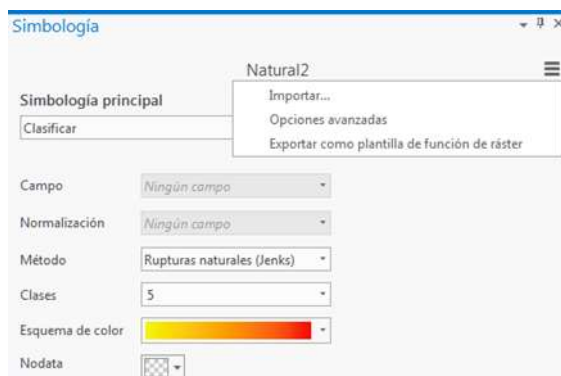 Simbología
Natural2
Simbología principal
Importar...
Clasificar
Opciones avanzadas
Exportar como plantilla de función de ráster
Campo
Ningún campo
Normalización
Ningún campo
Método
Rupturas naturales (Jenks)
Clases
5
Esquema de color
Nodata